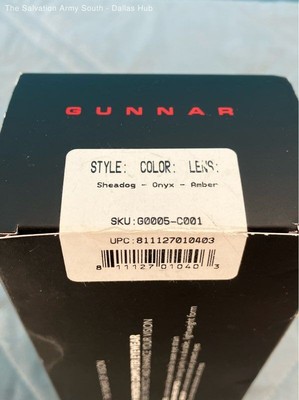 The Salvation Army South - Dallas Hub
GUNNAR
STYLE: COLOR: LENS:
Sheadog - Onyx - Amber
SKU:G0005-C001
UPC:811127010403
8 11127 01040 3